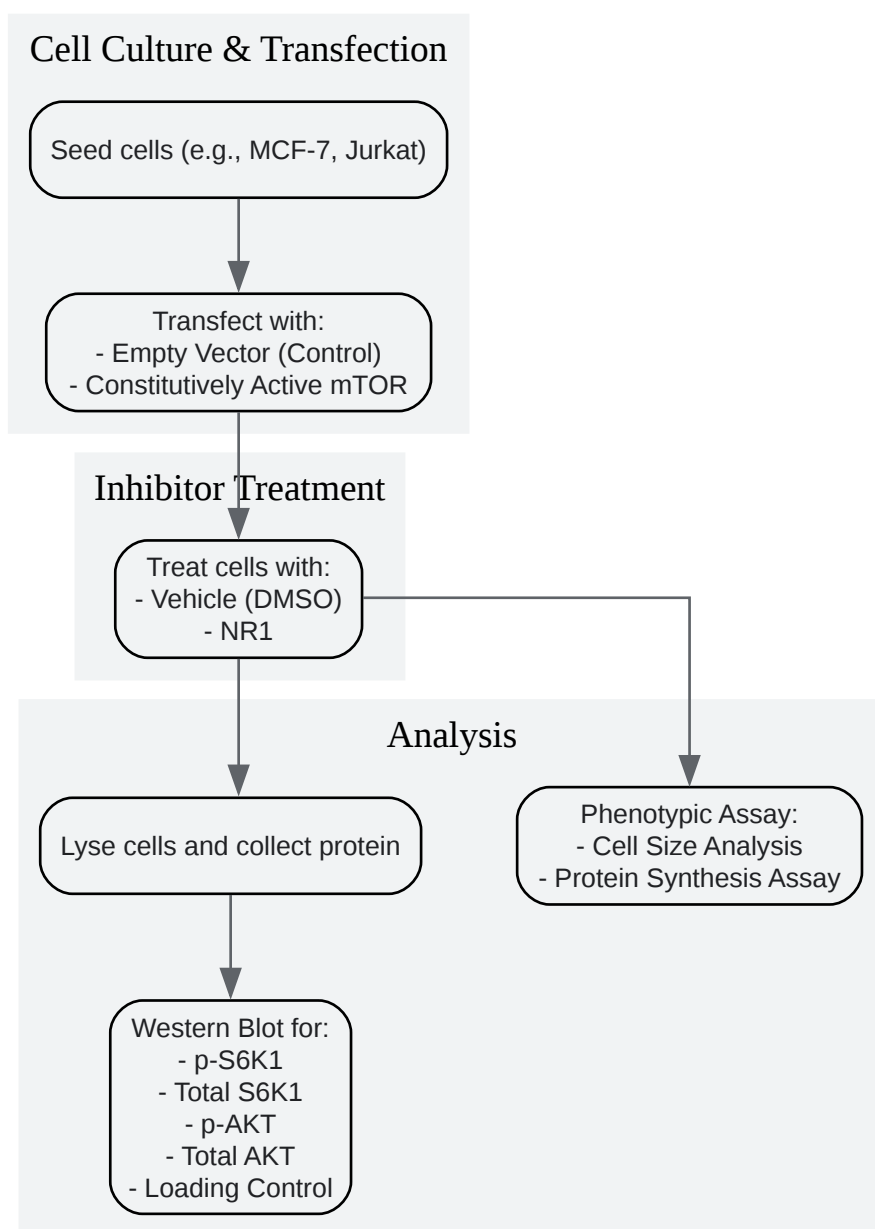 Cell Culture & Transfection
Seed cells (e.g., MCF-7, Jurkat)
Transfect with:
- Empty Vector (Control)
- Constitutively Active mTOR
Inhibitor Treatment
Treat cells with:
- Vehicle (DMSO)
- NR1
Analysis
Lyse cells and collect protein
Phenotypic Assay:
- Cell Size Analysis
- Protein Synthesis Assay
Western Blot for:
- p-S6K1
- Total S6K1
- p-AKT
- Total AKT
- Loading Control